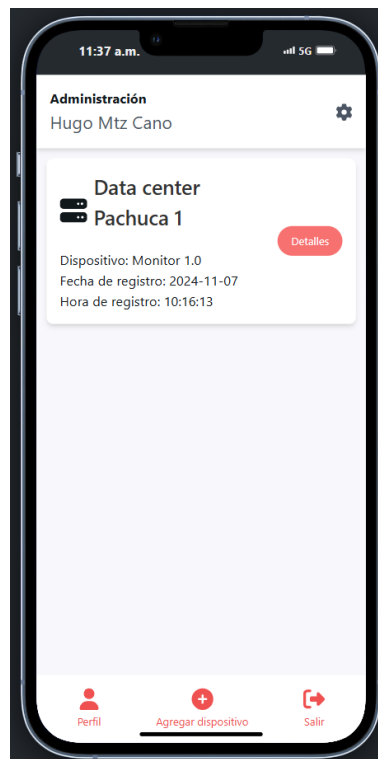 11:37 a.m.
5G
Administración
Hugo Mtz Cano
Data center
Pachuca 1
Detalles
Dispositivo: Monitor 1.0
Fecha de registro: 2024-11-07
Hora de registro: 10:16:13
Perfil
Agregar dispositivo
Salir